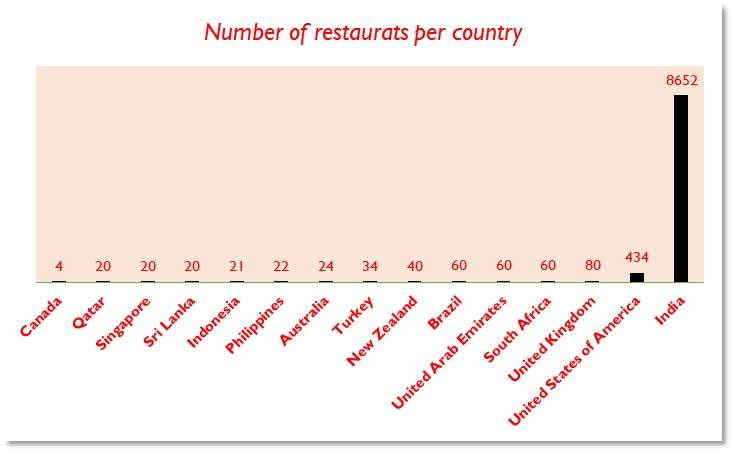 Number of restaurats per country
8652
4 20 20 20 21 22 24 34 40 60 60 60 80 434
Canada
Qatar
Singapore
Sri Lanka
Indonesia
Philippines
Australia
Turkey
New Zealand
Brazil
United Arab Emirates
South Africa
United Kingdom
United States of America
India